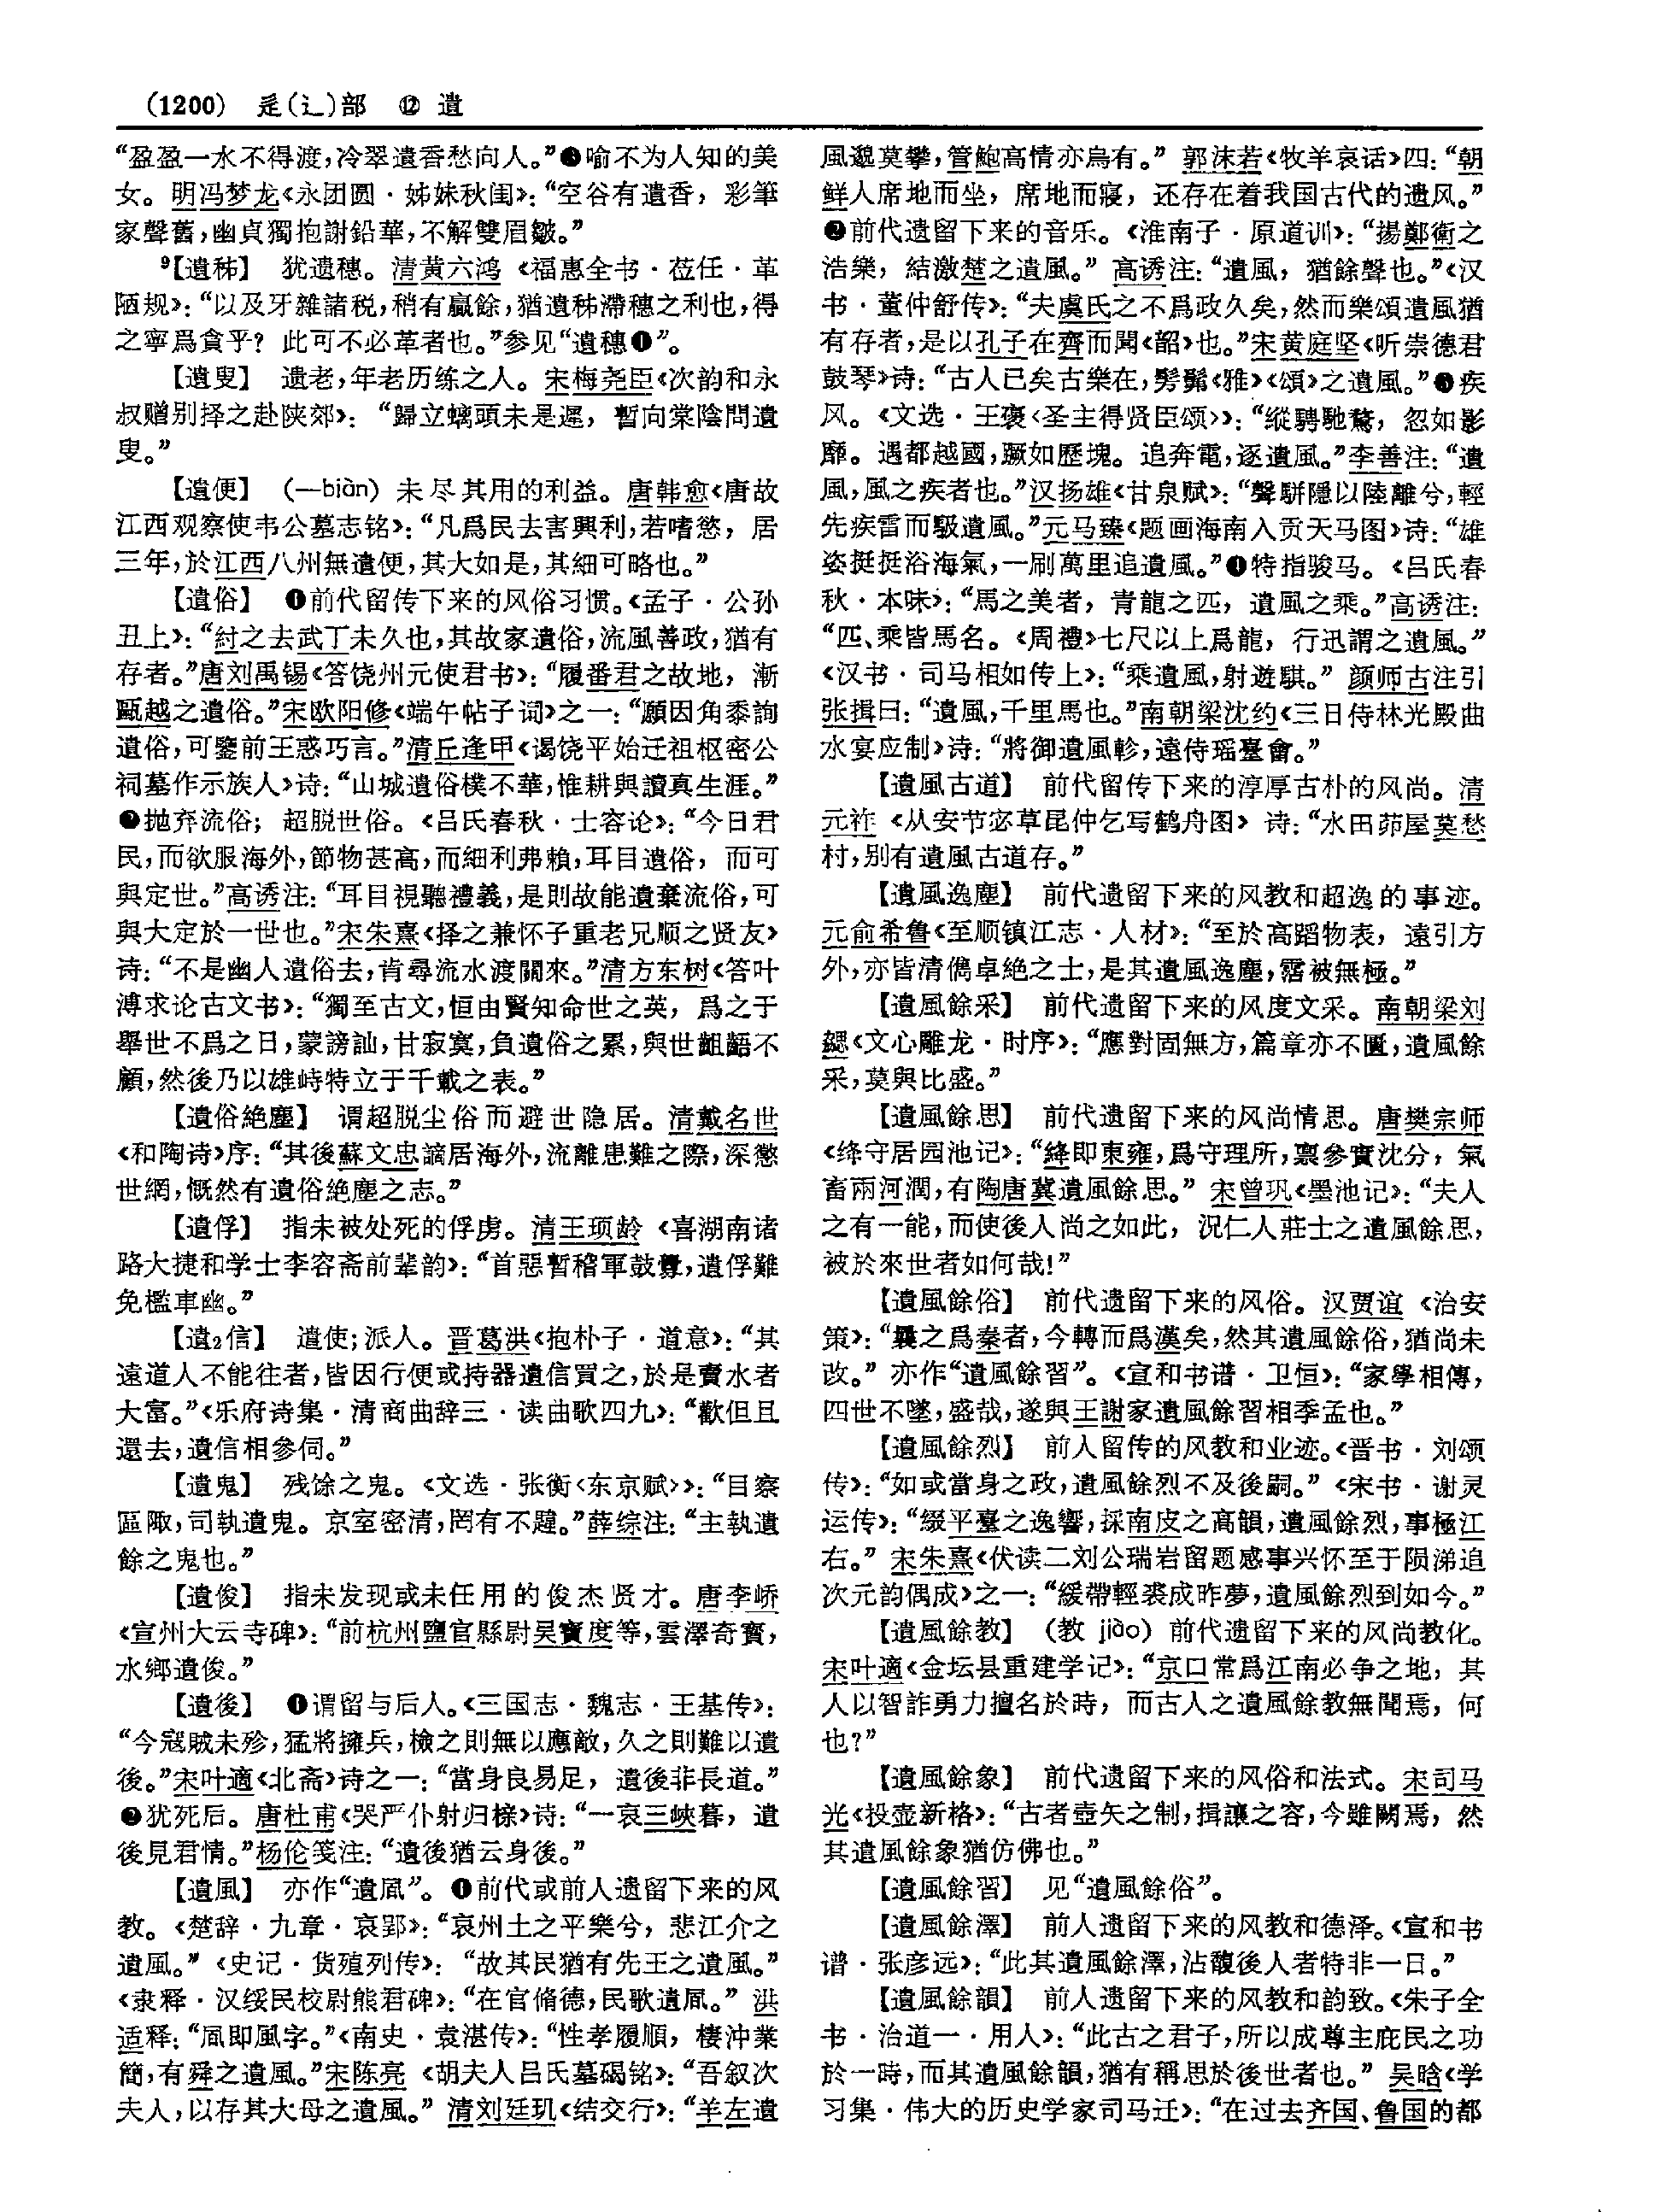 (1200) 辵(辶)部 ⑫ 遺
“盈盈一水不得渡，冷翠遺香愁向人。”❸喻不为人知的美
女。明冯梦龙《永团圆·姊妹秋闺》：“空谷有遺香，彩筆
家聲舊，幽貞獨抱謝鉛華，不解雙眉皺。”
⁹【遺秭】 犹遗穗。清黄六鸿《福惠全书·莅任·革
陋规》：“以及牙雜諸税，稍有贏餘，猶遺秭滯穗之利也，得
之寧爲貪乎？此可不必革者也。”参见“遺穗❶”。
【遺叟】 遗老，年老历练之人。宋梅尧臣《次韵和永
叔赠别择之赴陕郊》：“歸立螭頭未是遲，暫向棠陰問遺
叟。”
【遺便】 （—biàn）未尽其用的利益。唐韩愈《唐故
江西观察使韦公墓志铭》：“凡爲民去害興利，若嗜慾，居
三年，於江西八州無遺便，其大如是，其細可略也。”
【遺俗】 ❶前代留传下来的风俗习惯。《孟子·公孙
丑上》：“紂之去武丁未久也，其故家遺俗，流風善政，猶有
存者。”唐刘禹锡《答饶州元使君书》：“履番君之故地，漸
甌越之遺俗。”宋欧阳修《端午帖子词》之一：“願因角黍詢
遺俗，可鑒前王惑巧言。”清丘逢甲《谒饶平始迁祖枢密公
祠墓作示族人》诗：“山城遺俗樸不華，惟耕與讀真生涯。”
❷抛弃流俗；超脱世俗。《吕氏春秋·士容论》：“今日君
民，而欲服海外，節物甚高，而細利弗賴，耳目遺俗，而可
與定世。”高诱注：“耳目視聽禮義，是則故能遺棄流俗，可
與大定於一世也。”宋朱熹《择之兼怀子重老兄顺之贤友》
诗：“不是幽人遺俗去，肯尋流水渡關來。”清方东树《答叶
溥求论古文书》：“獨至古文，恒由賢知命世之英，爲之于
舉世不爲之日，蒙謗訕，甘寂寞，負遺俗之累，與世齟齬不
顧，然後乃以雄峙特立于千載之表。”
【遺俗絶塵】 谓超脱尘俗而避世隐居。清戴名世
《和陶诗》序：“其後蘇文忠謫居海外，流離患難之際，深懲
世網，慨然有遺俗絶塵之志。”
【遺俘】 指未被处死的俘虏。清王顼龄《喜湖南诸
路大捷和学士李容斋前辈韵》：“首惡暫稽軍鼓釁，遺俘難
免檻車幽。”
【遺₂信】 遣使；派人。晋葛洪《抱朴子·道意》：“其
遠道人不能往者，皆因行便或持器遺信買之，於是賣水者
大富。”《乐府诗集·清商曲辞三·读曲歌四九》：“歡但且
還去，遺信相參伺。”
【遺鬼】 残馀之鬼。《文选·张衡〈东京赋〉》：“目察
區陬，司執遺鬼。京室密清，罔有不韙。”薛综注：“主執遺
餘之鬼也。”
【遺俊】 指未发现或未任用的俊杰贤才。唐李峤
《宣州大云寺碑》：“前杭州鹽官縣尉吴寶度等，雲澤奇寶，
水鄉遺俊。”
【遺後】 ❶谓留与后人。《三国志·魏志·王基传》：
“今寇賊未殄，猛將擁兵，檢之則無以應敵，久之則難以遺
後。”宋叶適《北斋》诗之一：“當身良易足，遺後非長道。”
❷犹死后。唐杜甫《哭严仆射归榇》诗：“一哀三峽暮，遺
後見君情。”杨伦笺注：“遺後猶云身後。”
【遺風】 亦作“遺凬”。❶前代或前人遗留下来的风
教。《楚辞·九章·哀郢》：“哀州土之平樂兮，悲江介之
遺風。”《史记·货殖列传》：“故其民猶有先王之遺風。”
《隶释·汉绥民校尉熊君碑》：“在官脩德，民歌遺凬。”洪
适释：“凬即風字。”《南史·袁湛传》：“性孝履順，棲沖業
簡，有舜之遺風。”宋陈亮《胡夫人吕氏墓碣铭》：“吾叙次
夫人，以存其大母之遺風。”清刘廷玑《结交行》：“羊左遺
風邈莫攀，管鮑高情亦烏有。”郭沫若《牧羊哀话》四：“朝
鲜人席地而坐，席地而寝，还存在着我国古代的遗风。”
❷前代遗留下来的音乐。《淮南子·原道训》：“揚鄭衛之
浩樂，結激楚之遺風。”高诱注：“遺風，猶餘聲也。”《汉
书·董仲舒传》：“夫虞氏之不爲政久矣，然而樂頌遺風猶
有存者，是以孔子在齊而聞《韶》也。”宋黄庭坚《听崇德君
鼓琴》诗：“古人已矣古樂在，髣髴《雅》《頌》之遺風。”❸疾
风。《文选·王褒〈圣主得贤臣颂〉》：“縱騁馳騖，忽如影
靡。過都越國，蹶如歷塊。追奔電，逐遺風。”李善注：“遺
風，風之疾者也。”汉扬雄《甘泉赋》：“聲駍隱以陸離兮，輕
先疾雷而馺遺風。”元马臻《题画海南入贡天马图》诗：“雄
姿挺挺浴海氣，一刷萬里追遺風。”❹特指骏马。《吕氏春
秋·本味》：“馬之美者，青龍之匹，遺風之乘。”高诱注：
“匹、乘皆馬名。《周禮》七尺以上爲龍，行迅謂之遺風。”
《汉书·司马相如传上》：“乘遺風，射遊騏。”颜师古注引
张揖曰：“遺風，千里馬也。”南朝梁沈约《三日侍林光殿曲
水宴应制》诗：“將御遺風軫，遠侍瑶臺會。”
【遺風古道】 前代留传下来的淳厚古朴的风尚。清
元祚《从安节宓草昆仲乞写鹤舟图》诗：“水田茆屋莫愁
村，别有遺風古道存。”
【遺風逸塵】 前代遗留下来的风教和超逸的事迹。
元俞希鲁《至顺镇江志·人材》：“至於高蹈物表，遠引方
外，亦皆清儁卓絶之士，是其遺風逸塵，霑被無極。”
【遺風餘采】 前代遗留下来的风度文采。南朝梁刘
勰《文心雕龙·时序》：“應對固無方，篇章亦不匱，遺風餘
采，莫與比盛。”
【遺風餘思】 前代遗留下来的风尚情思。唐樊宗师
《绛守居园池记》：“絳即東雍，爲守理所，禀參實沈分，氣
畜兩河潤，有陶唐冀遺風餘思。”宋曾巩《墨池记》：“夫人
之有一能，而使後人尚之如此，況仁人莊士之遺風餘思，
被於來世者如何哉！”
【遺風餘俗】 前代遗留下来的风俗。汉贾谊《治安
策》：“曩之爲秦者，今轉而爲漢矣，然其遺風餘俗，猶尚未
改。”亦作“遺風餘習”。《宣和书谱·卫恒》：“家學相傳，
四世不墜，盛哉，遂與王謝家遺風餘習相季孟也。”
【遺風餘烈】 前人留传的风教和业迹。《晋书·刘颂
传》：“如或當身之政，遺風餘烈不及後嗣。”《宋书·谢灵
运传》：“綴平臺之逸響，採南皮之高韻，遺風餘烈，事極江
右。”宋朱熹《伏读二刘公瑞岩留题感事兴怀至于陨涕追
次元韵偶成》之一：“緩帶輕裘成昨夢，遺風餘烈到如今。”
【遺風餘教】 （教 jiào）前代遗留下来的风尚教化。
宋叶適《金坛县重建学记》：“京口常爲江南必争之地，其
人以智詐勇力擅名於時，而古人之遺風餘教無聞焉，何
也？”
【遺風餘象】 前代遗留下来的风俗和法式。宋司马
光《投壶新格》：“古者壺矢之制，揖讓之容，今雖闕焉，然
其遺風餘象猶仿佛也。”
【遺風餘習】 见“遺風餘俗”。
【遺風餘澤】 前人遗留下来的风教和德泽。《宣和书
谱·张彦远》：“此其遺風餘澤，沾馥後人者特非一日。”
【遺風餘韻】 前人遗留下来的风教和韵致。《朱子全
书·治道一·用人》：“此古之君子，所以成尊主庇民之功
於一時，而其遺風餘韻，猶有稱思於後世者也。”吴晗《学
习集·伟大的历史学家司马迁》：“在过去齐国、鲁国的都